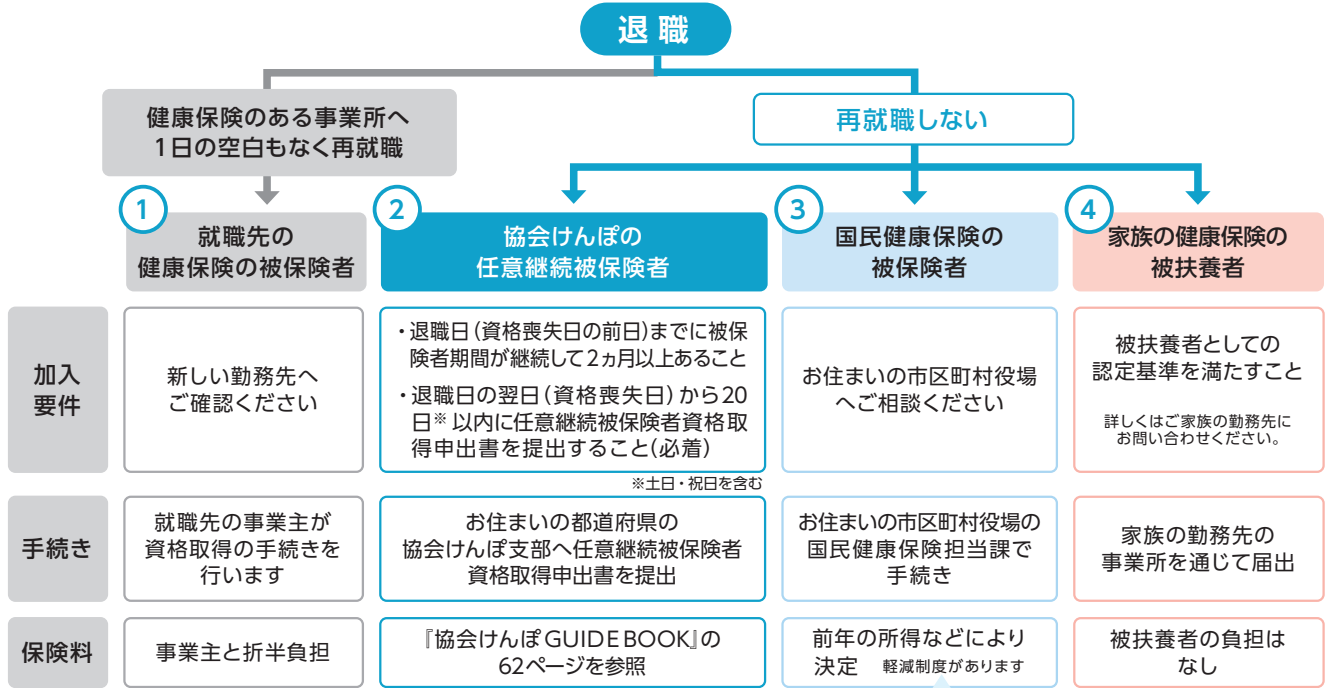 退 職
健康保険のある事業所へ
1日の空白もなく再就職
再就職しない
1
就職先の
健康保険の被保険者
2
協会けんぽの
任意継続被保険者
3
国民健康保険の
被保険者
4
家族の健康保険の
被扶養者
加入
要件
新しい勤務先へ
ご確認ください
・退職日(資格喪失日の前日)までに被保
険者期間が継続して2ヵ月以上あること
・退職日の翌日(資格喪失日)から20
日※以内に任意継続被保険者資格取
得申出書を提出すること(必着)
※土日・祝日を含む
お住まいの市区町村役場
へご相談ください
被扶養者としての
認定基準を満たすこと
詳しくはご家族の勤務先に
お問い合わせください。
手続き
就職先の事業主が
資格取得の手続きを
行います
お住まいの都道府県の
協会けんぽ支部へ任意継続被保険者
資格取得申出書を提出
お住まいの市区町村役場の
国民健康保険担当課で
手続き
家族の勤務先の
事業所を通じて届出
保険料
事業主と折半負担
『協会けんぽGUIDE BOOK』の
62ページを参照
前年の所得などにより
決定 軽減制度があります
被扶養者の負担は
なし